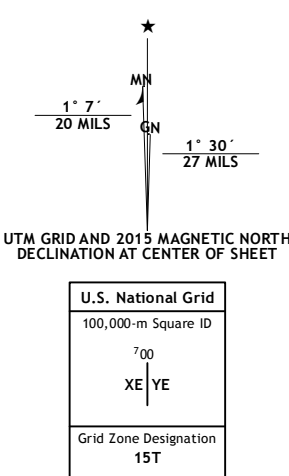 ★
MN
1° 7´
20 MILS
GN
1° 30´
27 MILS
UTM GRID AND 2015 MAGNETIC NORTH
DECLINATION AT CENTER OF SHEET
U.S. National Grid
100,000-m Square ID
⁷00
XE YE
Grid Zone Designation
15T